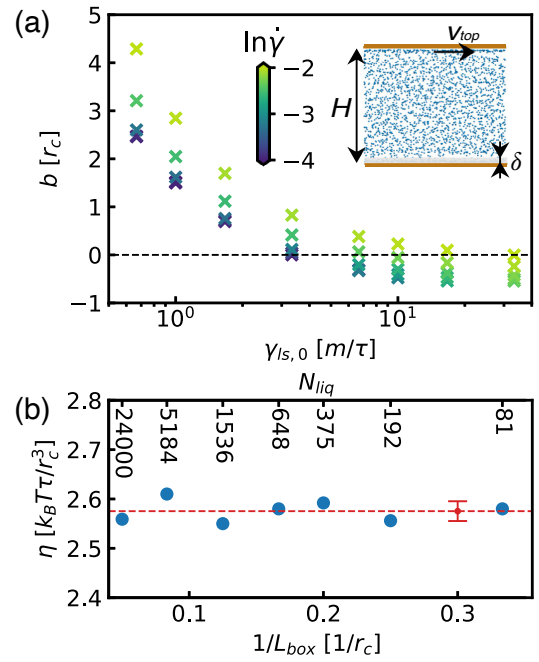 (a)
5
4
3
2
1
0
−1
b [r_c]
ln γ̇
−2
−3
−4
v_top
H
δ
10^0
10^1
γ_ls,0 [m/τ]
(b)
N_liq
24000
5184
1536
648
375
192
81
2.8
2.7
2.6
2.5
2.4
η [k_BTτ/r_c^3]
0.1
0.2
0.3
1/L_box [1/r_c]